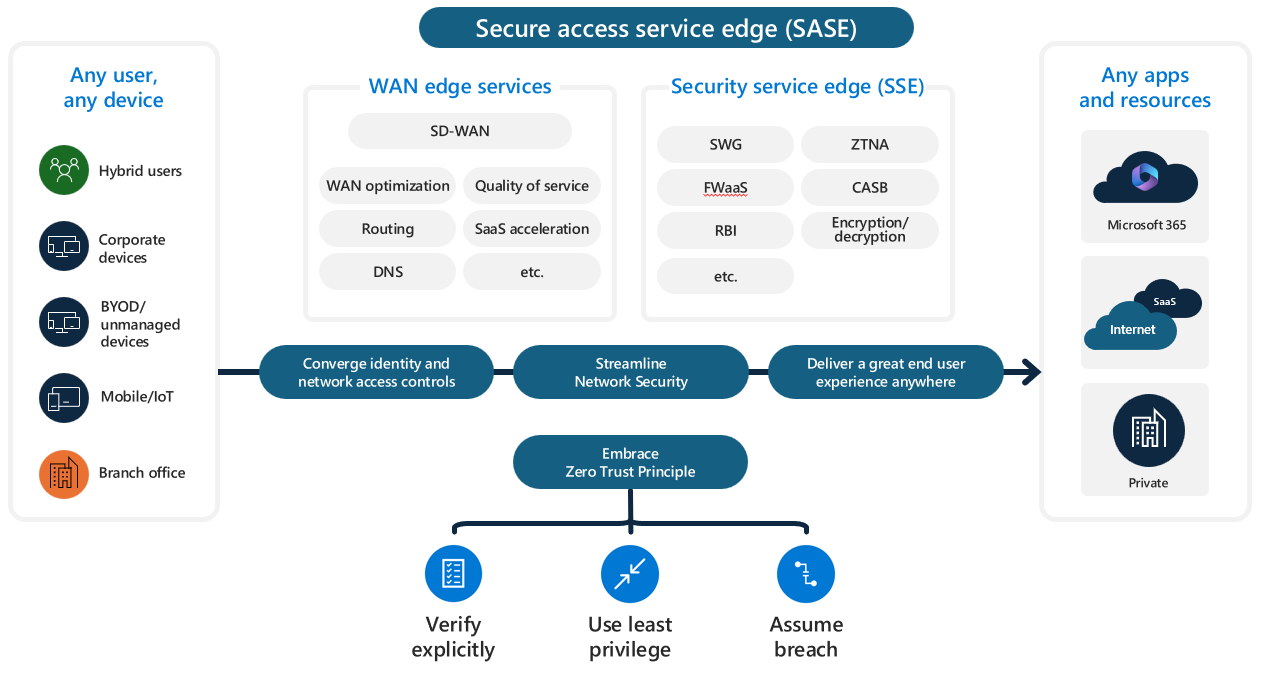 Secure access service edge (SASE)
Any user,
any device
Hybrid users
Corporate
devices
BYOD/
unmanaged
devices
Mobile/IoT
Branch office
WAN edge services
SD-WAN
WAN optimization
Quality of service
Routing
SaaS acceleration
DNS
etc.
Security service edge (SSE)
SWG
ZTNA
FWaaS
CASB
RBI
Encryption/
decryption
etc.
Converge identity and
network access controls
Streamline
Network Security
Deliver a great end user
experience anywhere
Embrace
Zero Trust Principle
Verify
explicitly
Use least
privilege
Assume
breach
Any apps
and resources
Microsoft 365
SaaS
Internet
Private